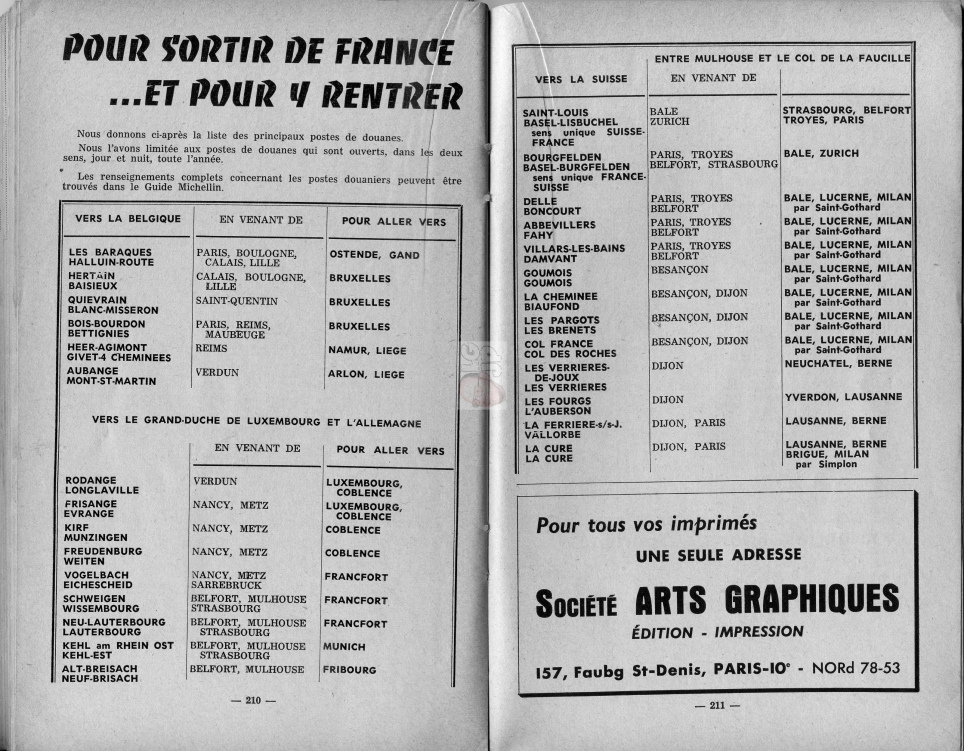 POUR SORTIR DE FRANCE
...ET POUR Y RENTRER
Nous donnons ci-après la liste des principaux postes de douanes.
Nous l'avons limitée aux postes de douanes qui sont ouverts, dans les deux
sens, jour et nuit, toute l'année.
Les renseignements complets concernant les postes douaniers peuvent être
trouvés dans le Guide Michellin.
VERS LA BELGIQUE EN VENANT DE POUR ALLER VERS
LES BARAQUES PARIS, BOULOGNE, OSTENDE, GAND
HALLUIN-ROUTE CALAIS, LILLE
HERTAIN CALAIS, BOULOGNE, BRUXELLES
BAISIEUX LILLE
QUIEVRAIN SAINT-QUENTIN BRUXELLES
BLANC-MISSERON
BOIS-BOURDON PARIS, REIMS, BRUXELLES
BETTIGNIES MAUBEUGE
HEER-AGIMONT REIMS NAMUR, LIEGE
GIVET-4 CHEMINEES
AUBANGE VERDUN ARLON, LIEGE
MONT-ST-MARTIN
VERS LE GRAND-DUCHE DE LUXEMBOURG ET L'ALLEMAGNE
EN VENANT DE POUR ALLER VERS
RODANGE VERDUN LUXEMBOURG,
LONGLAVILLE COBLENCE
FRISANGE NANCY, METZ LUXEMBOURG,
EVRANGE COBLENCE
KIRF NANCY, METZ COBLENCE
MUNZINGEN
FREUDENBURG NANCY, METZ COBLENCE
WEITEN
VOGELBACH NANCY, METZ FRANCFORT
EICHESCHEID SARREBRUCK
SCHWEIGEN BELFORT, MULHOUSE FRANCFORT
WISSEMBOURG STRASBOURG
NEU-LAUTERBOURG BELFORT, MULHOUSE FRANCFORT
LAUTERBOURG STRASBOURG
KEHL am RHEIN OST BELFORT, MULHOUSE MUNICH
KEHL-EST STRASBOURG
ALT-BREISACH BELFORT, MULHOUSE FRIBOURG
NEUF-BRISACH
— 210 —
ENTRE MULHOUSE ET LE COL DE LA FAUCILLE
VERS LA SUISSE EN VENANT DE
SAINT-LOUIS BALE STRASBOURG, BELFORT
BASEL-LISBUCHEL ZURICH TROYES, PARIS
sens unique SUISSE-
FRANCE
BOURGFELDEN PARIS, TROYES BALE, ZURICH
BASEL-BURGFELDEN BELFORT, STRASBOURG
sens unique FRANCE-
SUISSE
DELLE PARIS, TROYES BALE, LUCERNE, MILAN
BONCOURT BELFORT par Saint-Gothard
ABBEVILLERS PARIS, TROYES BALE, LUCERNE, MILAN
FAHY BELFORT par Saint-Gothard
VILLARS-LES-BAINS PARIS, TROYES BALE, LUCERNE, MILAN
DAMVANT BELFORT par Saint-Gothard
GOUMOIS BESANÇON BALE, LUCERNE, MILAN
GOUMOIS par Saint-Gothard
LA CHEMINEE BESANÇON, DIJON BALE, LUCERNE, MILAN
BIAUFOND par Saint-Gothard
LES PARGOTS BESANÇON, DIJON BALE, LUCERNE, MILAN
LES BRENETS par Saint-Gothard
COL FRANCE BESANÇON, DIJON BALE, LUCERNE, MILAN
COL DES ROCHES par Saint-Gothard
LES VERRIERES- DIJON NEUCHATEL, BERNE
DE-JOUX
LES VERRIERES
LES FOURGS DIJON YVERDON, LAUSANNE
L'AUBERSON
LA FERRIERE-s/s-J. DIJON, PARIS LAUSANNE, BERNE
VALLORBE
LA CURE DIJON, PARIS LAUSANNE, BERNE
LA CURE BRIGUE, MILAN
par Simplon
Pour tous vos imprimés
UNE SEULE ADRESSE
SOCIÉTÉ ARTS GRAPHIQUES
ÉDITION - IMPRESSION
157, Faubg St-Denis, PARIS-10e - NORd 78-53
— 211 —